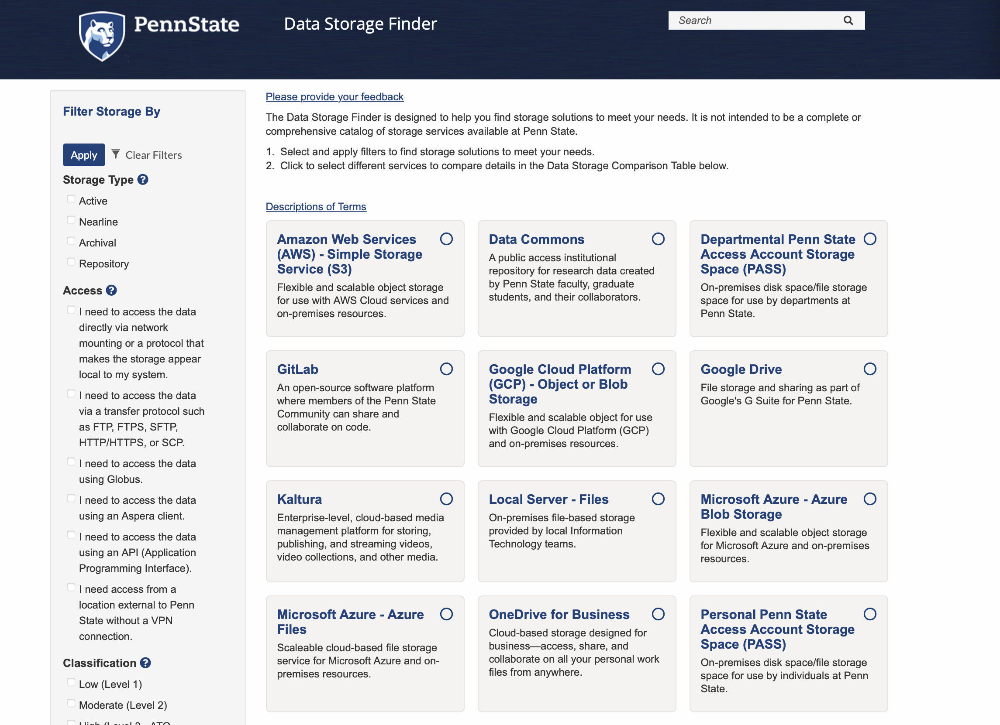 PennState
Data Storage Finder
Search
Filter Storage By
Apply
Clear Filters
Storage Type
Active
Nearline
Archival
Repository
Access
I need to access the data
directly via network
mounting or a protocol that
makes the storage appear
local to my system.
I need to access the data
via a transfer protocol such
as FTP, FTPS, SFTP,
HTTP/HTTPS, or SCP.
I need to access the data
using Globus.
I need to access the data
using an Aspera client.
I need to access the data
using an API (Application
Programming Interface).
I need access from a
location external to Penn
State without a VPN
connection.
Classification
Low (Level 1)
Moderate (Level 2)
High (Level 3 - ATO
Please provide your feedback
The Data Storage Finder is designed to help you find storage solutions to meet your needs. It is not intended to be a complete or
comprehensive catalog of storage services available at Penn State.
1. Select and apply filters to find storage solutions to meet your needs.
2. Click to select different services to compare details in the Data Storage Comparison Table below.
Descriptions of Terms
Amazon Web Services
(AWS) - Simple Storage
Service (S3)
Flexible and scalable object storage
for use with AWS Cloud services and
on-premises resources.
Data Commons
A public access institutional
repository for research data created
by Penn State faculty, graduate
students, and their collaborators.
Departmental Penn State
Access Account Storage
Space (PASS)
On-premises disk space/file storage
space for use by departments at
Penn State.
GitLab
An open-source software platform
where members of the Penn State
Community can share and
collaborate on code.
Google Cloud Platform
(GCP) - Object or Blob
Storage
Flexible and scalable object for use
with Google Cloud Platform (GCP)
and on-premises resources.
Google Drive
File storage and sharing as part of
Google's G Suite for Penn State.
Kaltura
Enterprise-level, cloud-based media
management platform for storing,
publishing, and streaming videos,
video collections, and other media.
Local Server - Files
On-premises file-based storage
provided by local Information
Technology teams.
Microsoft Azure - Azure
Blob Storage
Flexible and scalable object storage
for Microsoft Azure and on-premises
resources.
Microsoft Azure - Azure
Files
Scaleable cloud-based file storage
service for Microsoft Azure and on-
premises resources.
OneDrive for Business
Cloud-based storage designed for
business—access, share, and
collaborate on all your personal work
files from anywhere.
Personal Penn State
Access Account Storage
Space (PASS)
On-premises disk space/file storage
space for use by individuals at Penn
State.